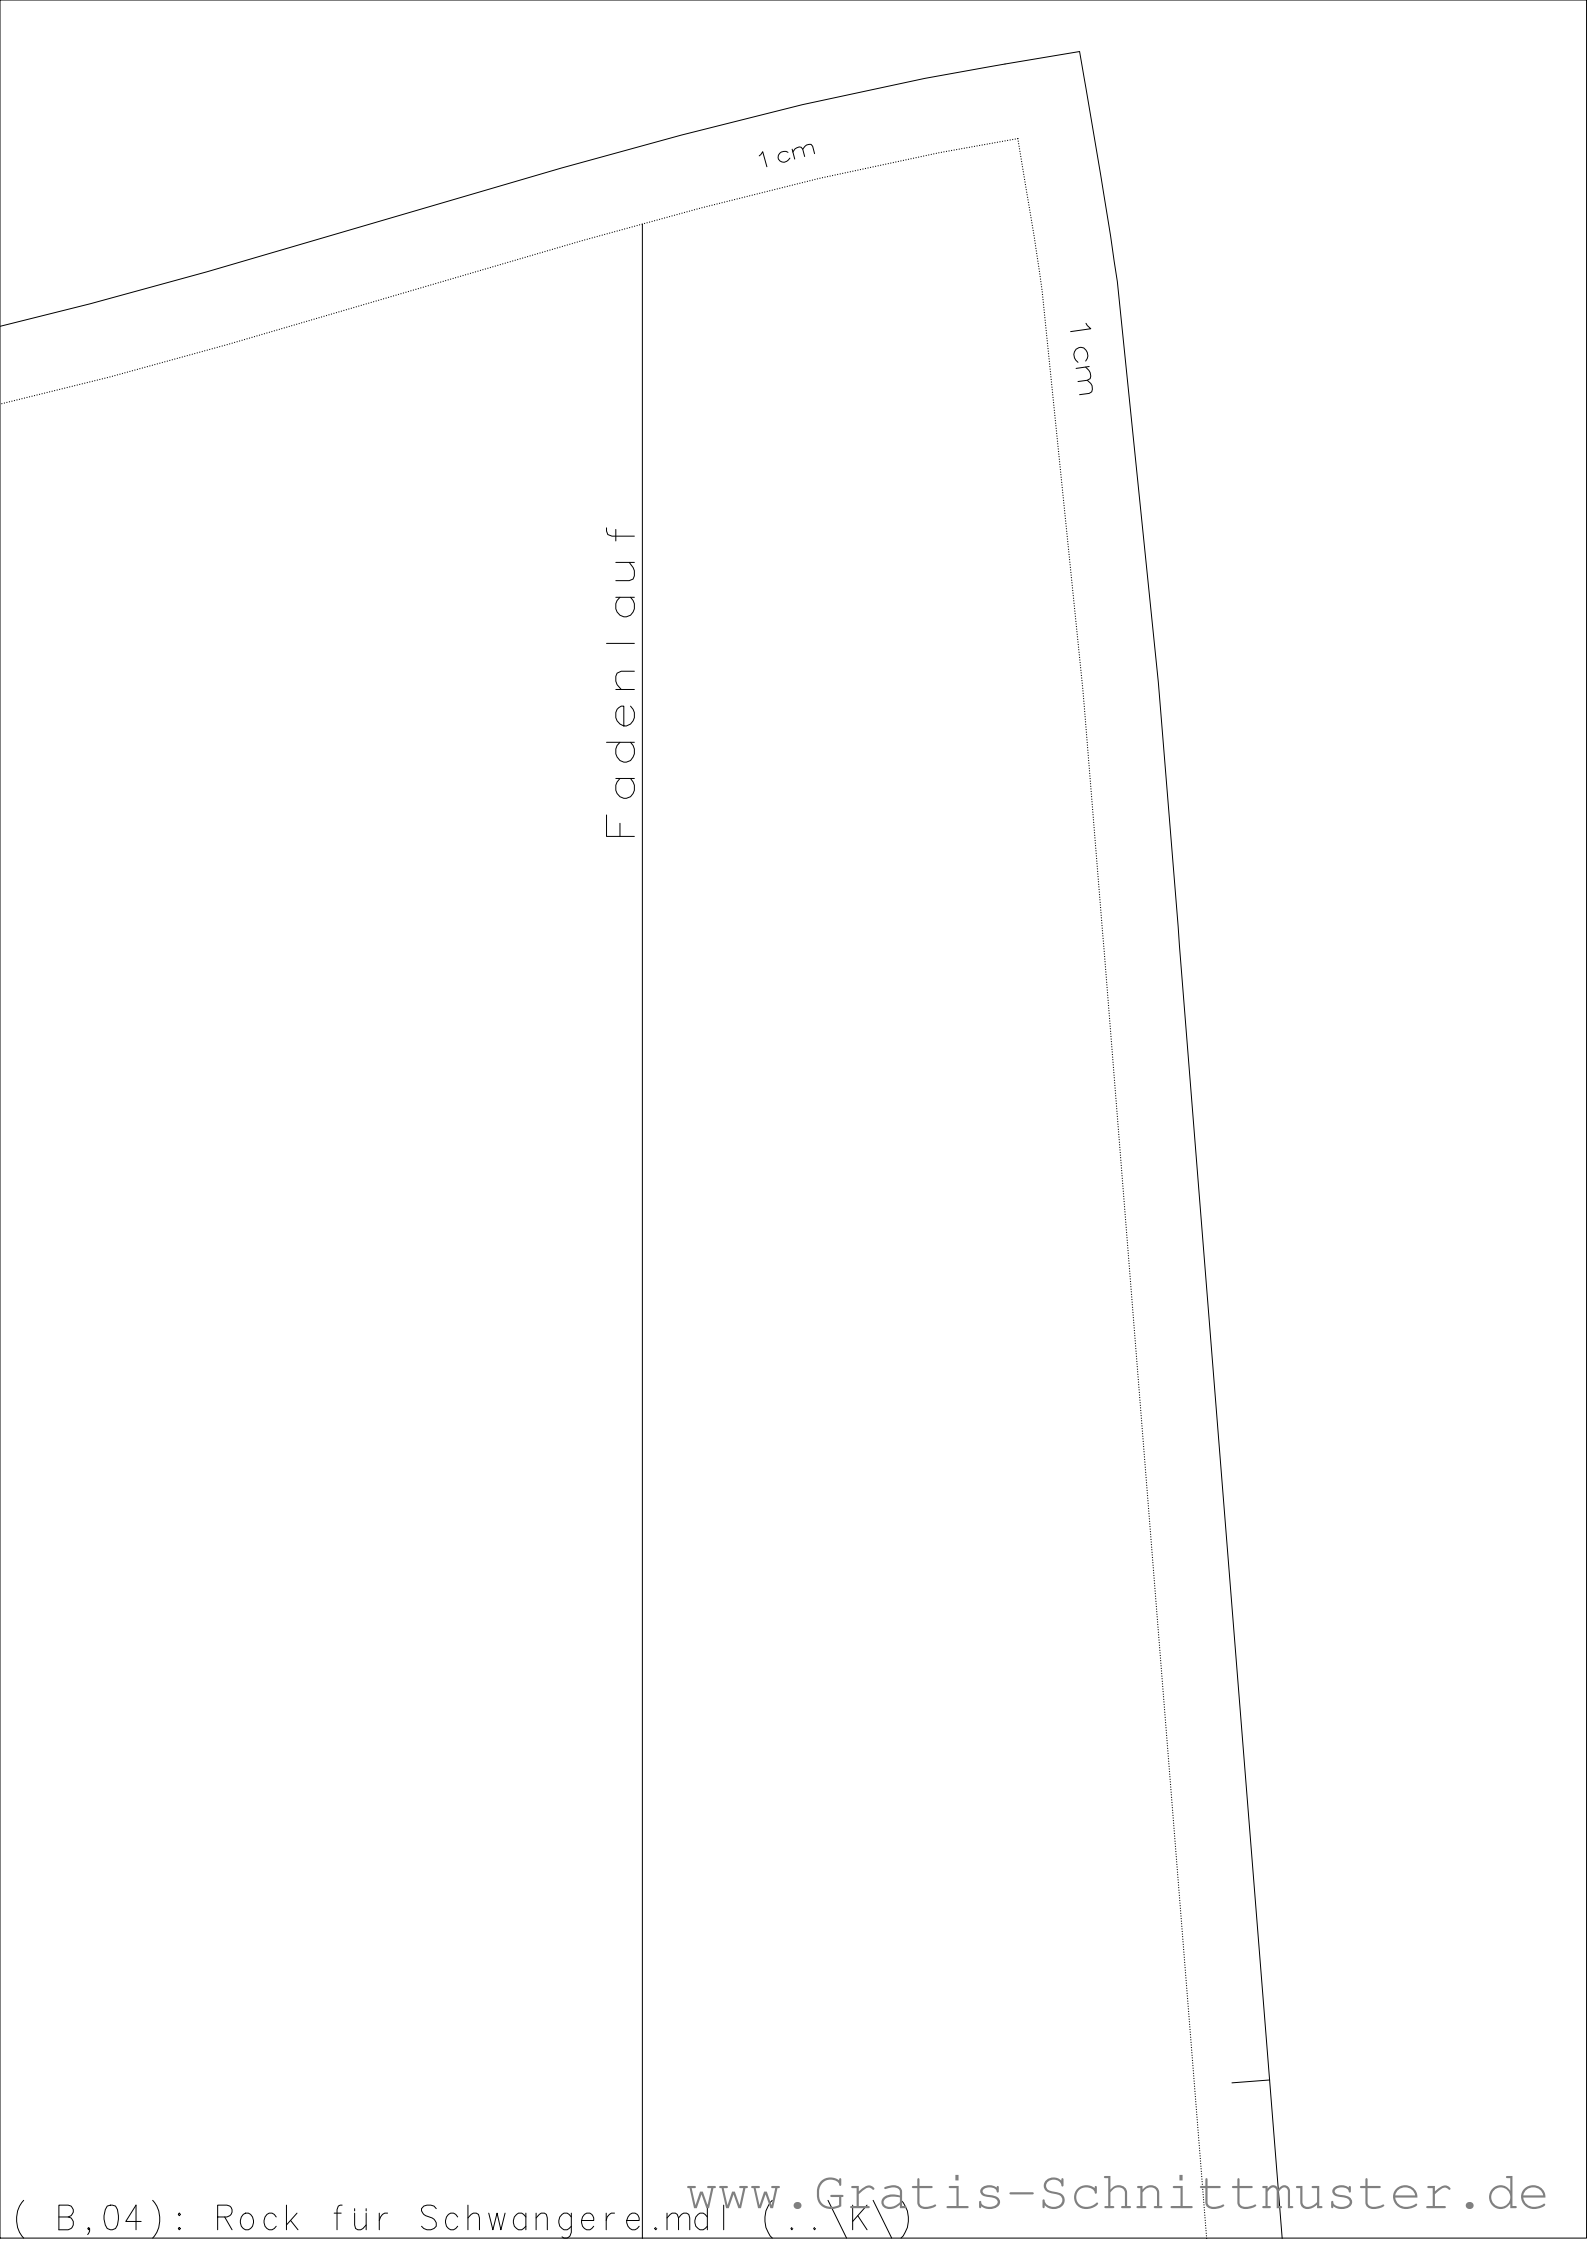 1 cm
1 cm
Fadenlauf
www.Gratis-Schnittmuster.de
( B,04): Rock für Schwangere.mdl (..\K\)